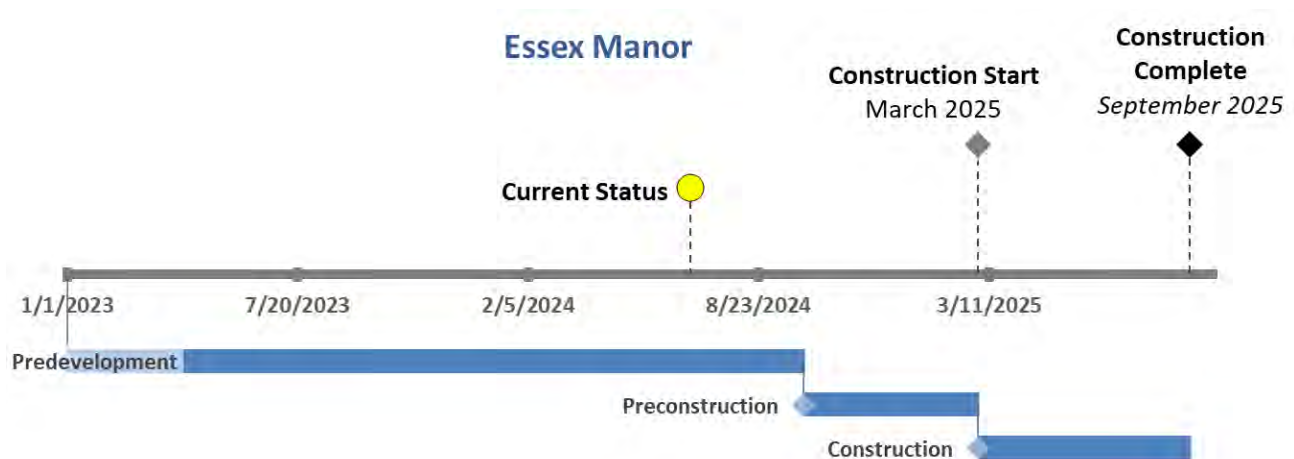 Essex Manor
Construction
Complete
September 2025
Construction Start
March 2025
Current Status
1/1/2023
7/20/2023
2/5/2024
8/23/2024
3/11/2025
Predevelopment
Preconstruction
Construction